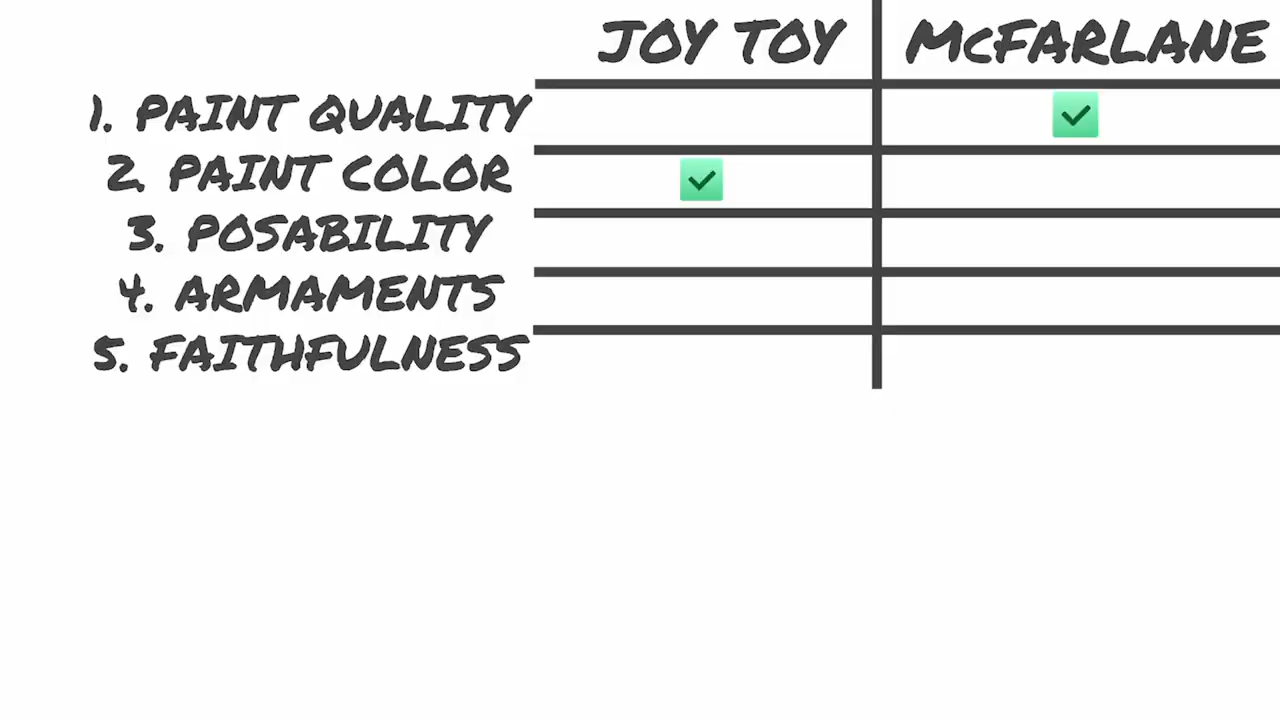 JOY TOY McFARLANE
1. PAINT QUALITY
2. PAINT COLOR
3. POSABILITY
4. ARMAMENTS
5. FAITHFULNESS